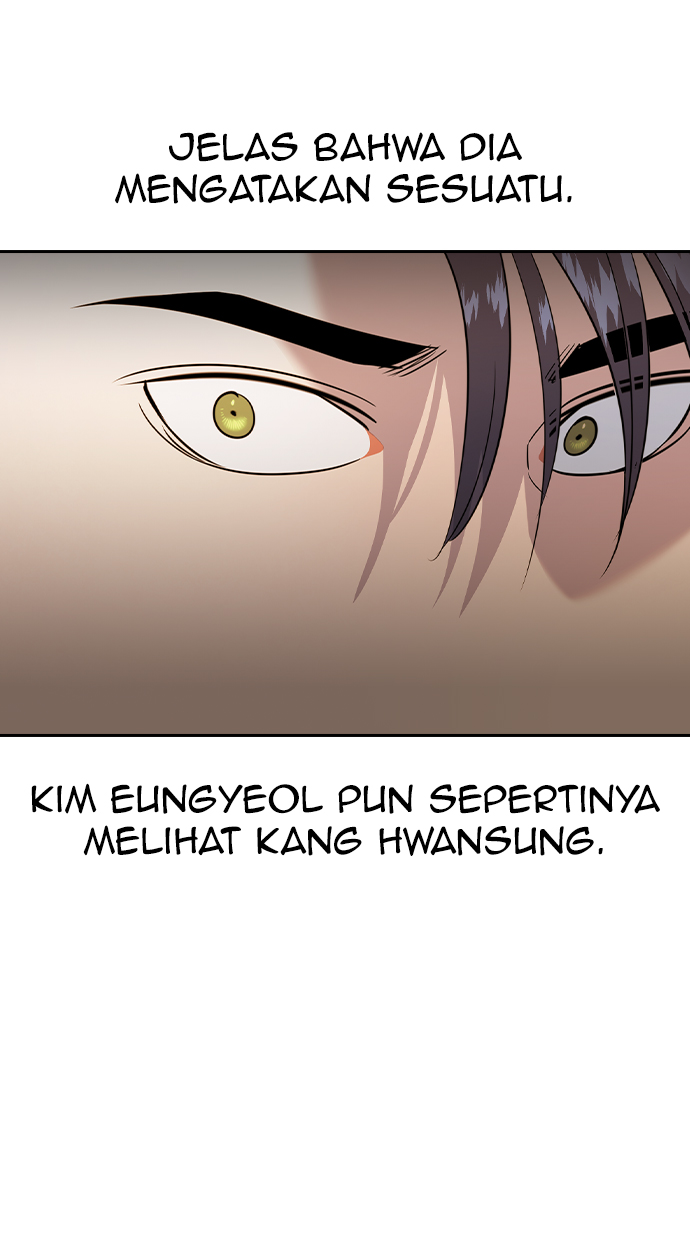 JELAS BAHWA DIA
MENGATAKAN SESUATU.
KIM EUNGYEOL PUN SEPERTINYA
MELIHAT KANG HWANSUNG.